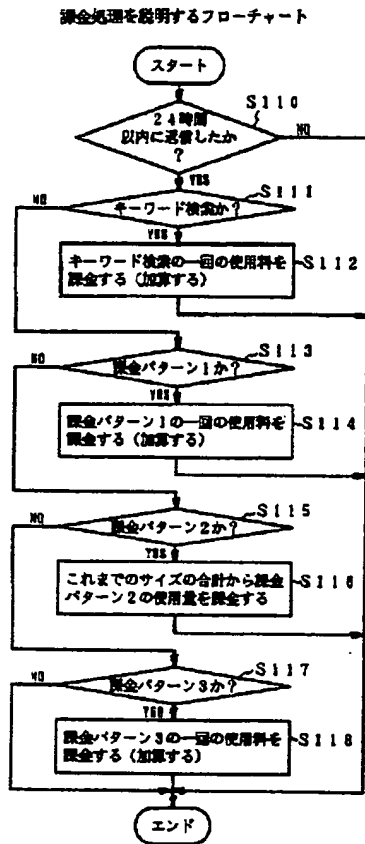 課金処理を説明するフローチャート
スタート
S110
24時間
以内に返信したか
?
NO
YES
S111
キーワード検索か?
NO
YES
キーワード検索の一回の使用料を
課金する(加算する)
S112
S113
課金パターン1か?
NO
YES
課金パターン1の一回の使用料を
課金する(加算する)
S114
S115
課金パターン2か?
NO
YES
これまでのサイズの合計から課金
パターン2の使用量を課金する
S116
S117
課金パターン3か?
NO
YES
課金パターン3の一回の使用料を
課金する(加算する)
S118
エンド